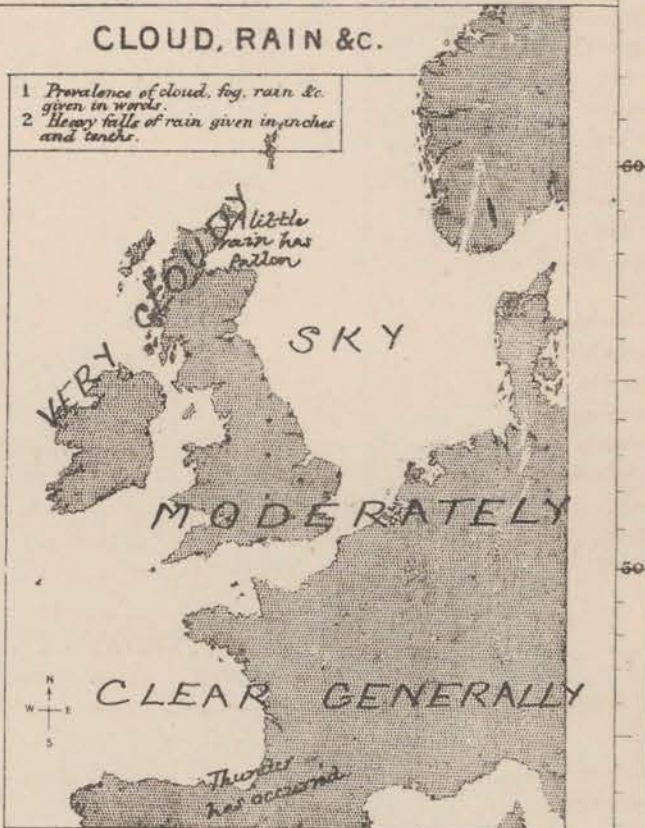 CLOUD, RAIN &c.
1 Prevalence of cloud, fog, rain &c.
given in words.
2 Heavy falls of rain given in inches
and tenths.
60
VERY CLOUDY
A little
rain has
fallen
SKY
MODERATELY
50
N
W E
S
CLEAR GENERALLY
Thunder
has occurred